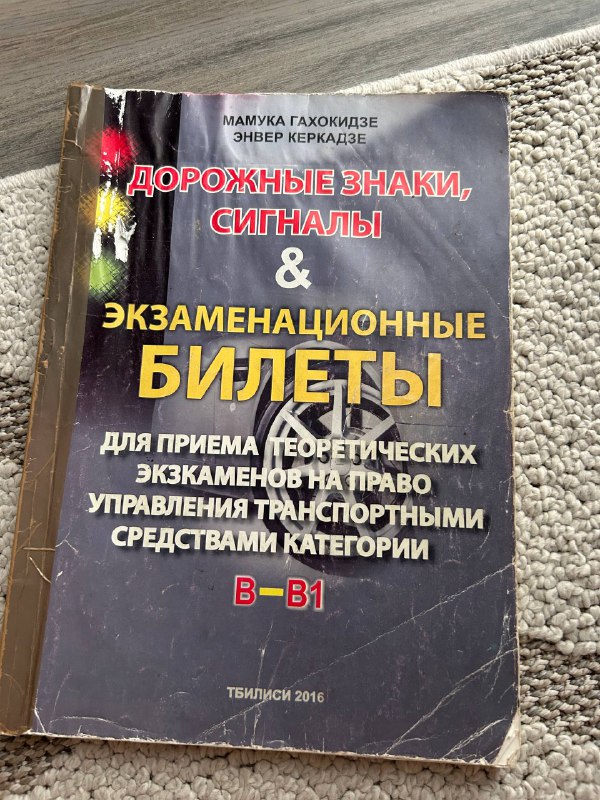 МАМУКА ГАХОКИДЗЕ
ЭНВЕР КЕРКАДЗЕ
ДОРОЖНЫЕ ЗНАКИ,
СИГНАЛЫ
&
ЭКЗАМЕНАЦИОННЫЕ
БИЛЕТЫ
ДЛЯ ПРИЕМА ТЕОРЕТИЧЕСКИХ
ЭКЗКАМЕНОВ НА ПРАВО
УПРАВЛЕНИЯ ТРАНСПОРТНЫМИ
СРЕДСТВАМИ КАТЕГОРИИ
B–B1
ТБИЛИСИ 2016